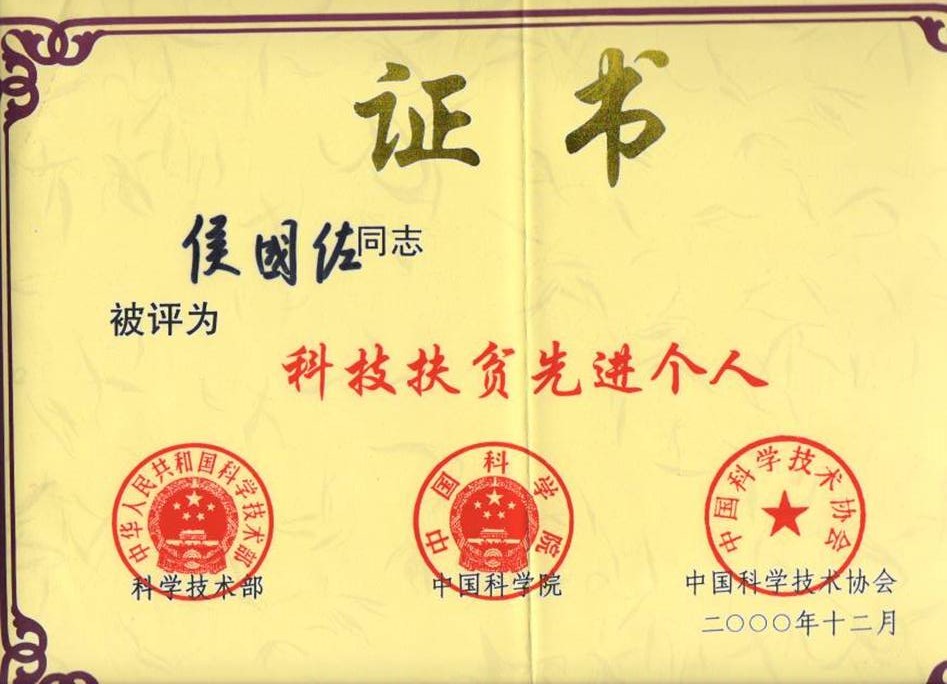 证书
侯國佐同志
被评为
科技扶贫先进个人
中华人民共和国科学技术部
中国科学院
中国科学技术协会
科学技术部
中国科学院
中国科学技术协会
二〇〇〇年十二月